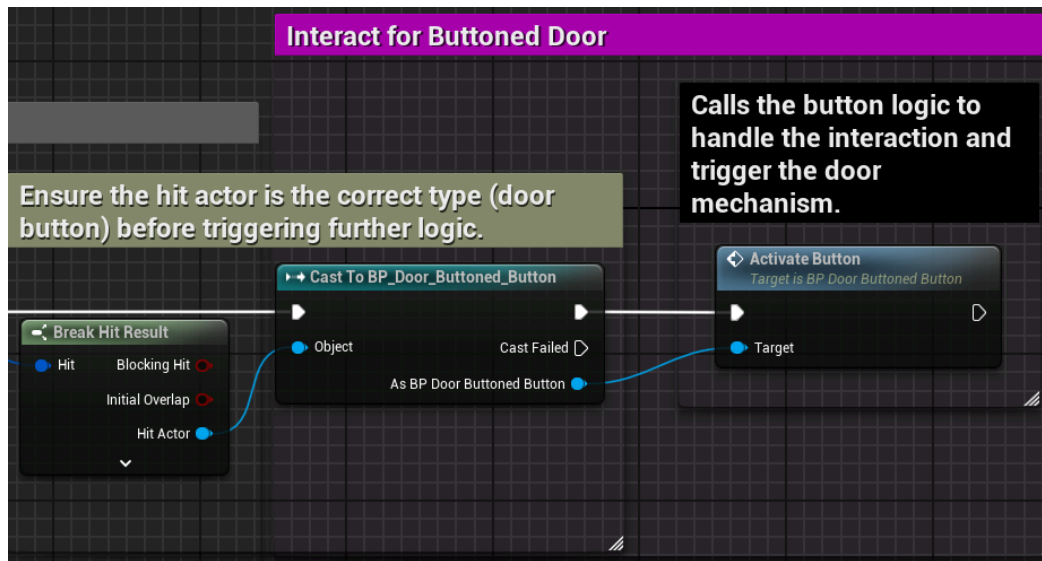 Interact for Buttoned Door
Calls the button logic to
handle the interaction and
trigger the door
mechanism.
Ensure the hit actor is the correct type (door
button) before triggering further logic.
Activate Button
Target is BP Door Buttoned Button
Target
Cast To BP_Door_Buttoned_Button
Object
Cast Failed
As BP Door Buttoned Button
Break Hit Result
Hit
Blocking Hit
Initial Overlap
Hit Actor